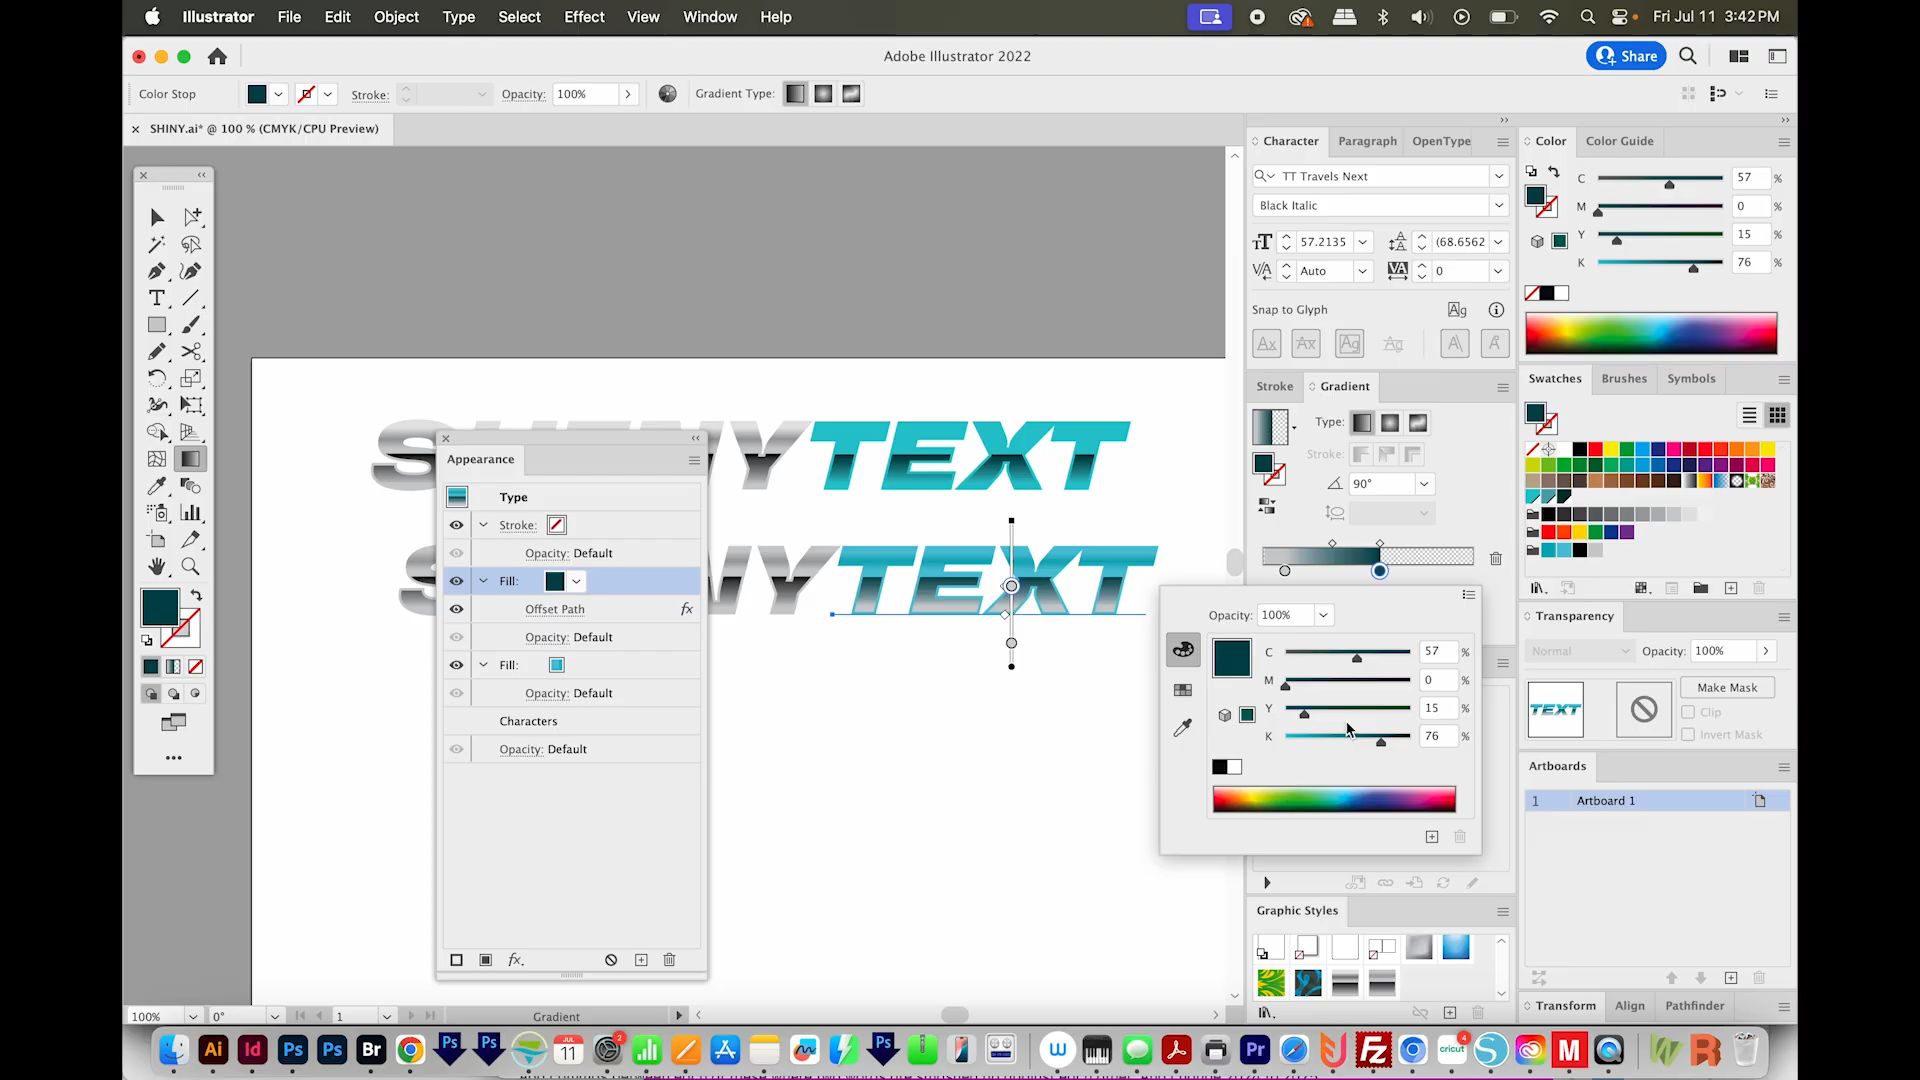 Illustrator File Edit Object Type Select Effect View Window Help Fri Jul 11 3:42 PM
Adobe Illustrator 2022
Share
Color Stop Stroke: Opacity: 100% Gradient Type:
SHINY.ai* @ 100 % (CMYK/CPU Preview)
Character Paragraph OpenType
TT Travels Next
Black Italic
57.2135 (68.6562
Auto 0
Snap to Glyph
Stroke Gradient
Type:
Stroke:
90°
Color Color Guide
C 57 %
M 0 %
Y 15 %
K 76 %
Swatches Brushes Symbols
TEXT
TEXT
Appearance
Type
Stroke:
Opacity: Default
Fill:
Offset Path fx
Opacity: Default
Fill:
Opacity: Default
Characters
Opacity: Default
fx.
Opacity: 100%
C 57 %
M 0 %
Y 15 %
K 76 %
Transparency
Normal Opacity: 100%
TEXT
Make Mask
Clip
Invert Mask
Artboards
1 Artboard 1
Graphic Styles
Transform Align Pathfinder
100% 0° 1 Gradient